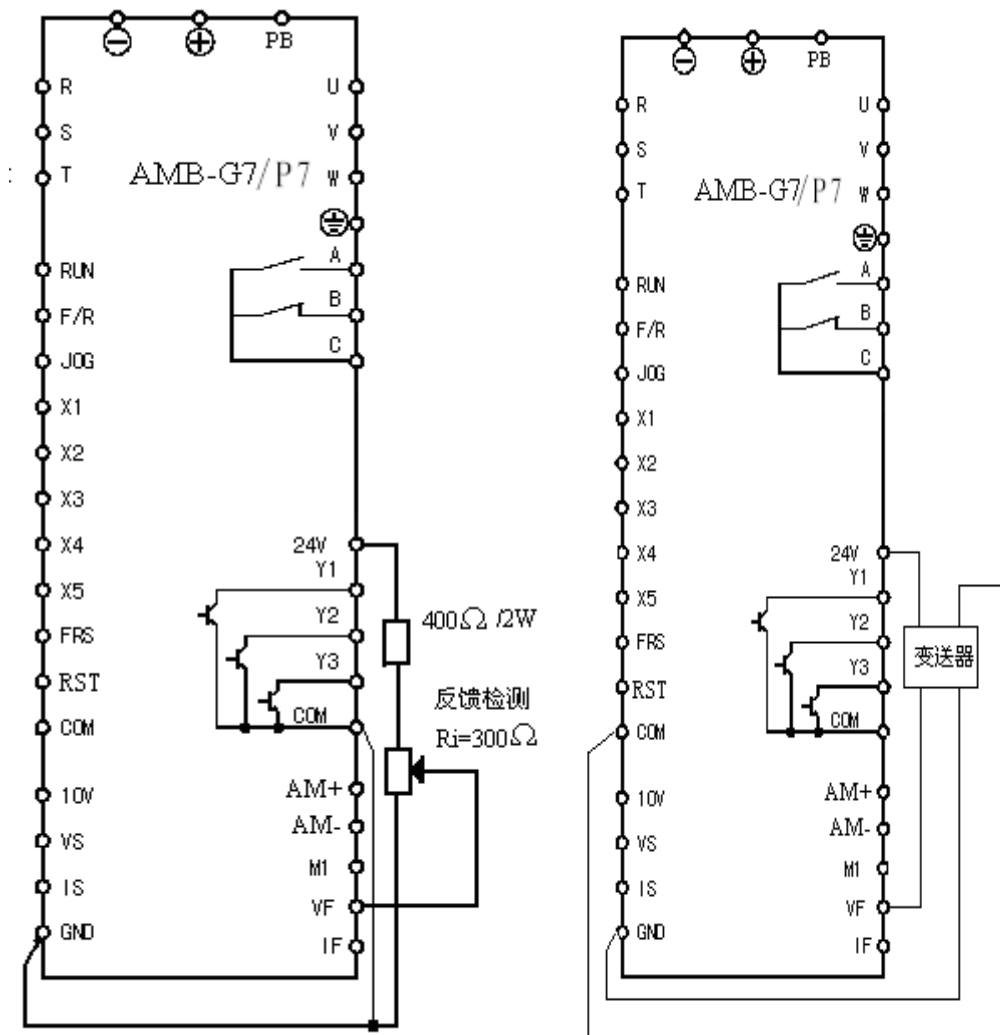 ⊖
⊕
PB
R
U
S
V
T
AMB-G7/P7
W
A
RUN
B
F/R
C
JOG
X1
X2
X3
X4
24V
Y1
X5
Y2
FRS
400Ω /2W
Y3
RST
反馈检测
COM
COM
Ri=300Ω
10V
AM+
AM-
VS
M1
IS
VF
GND
IF
⊖
⊕
PB
R
U
S
V
T
AMB-G7/P7
W
A
RUN
B
F/R
C
JOG
X1
X2
X3
X4
24V
Y1
X5
Y2
FRS
变送器
Y3
RST
COM
COM
10V
AM+
AM-
VS
M1
IS
VF
GND
IF
: